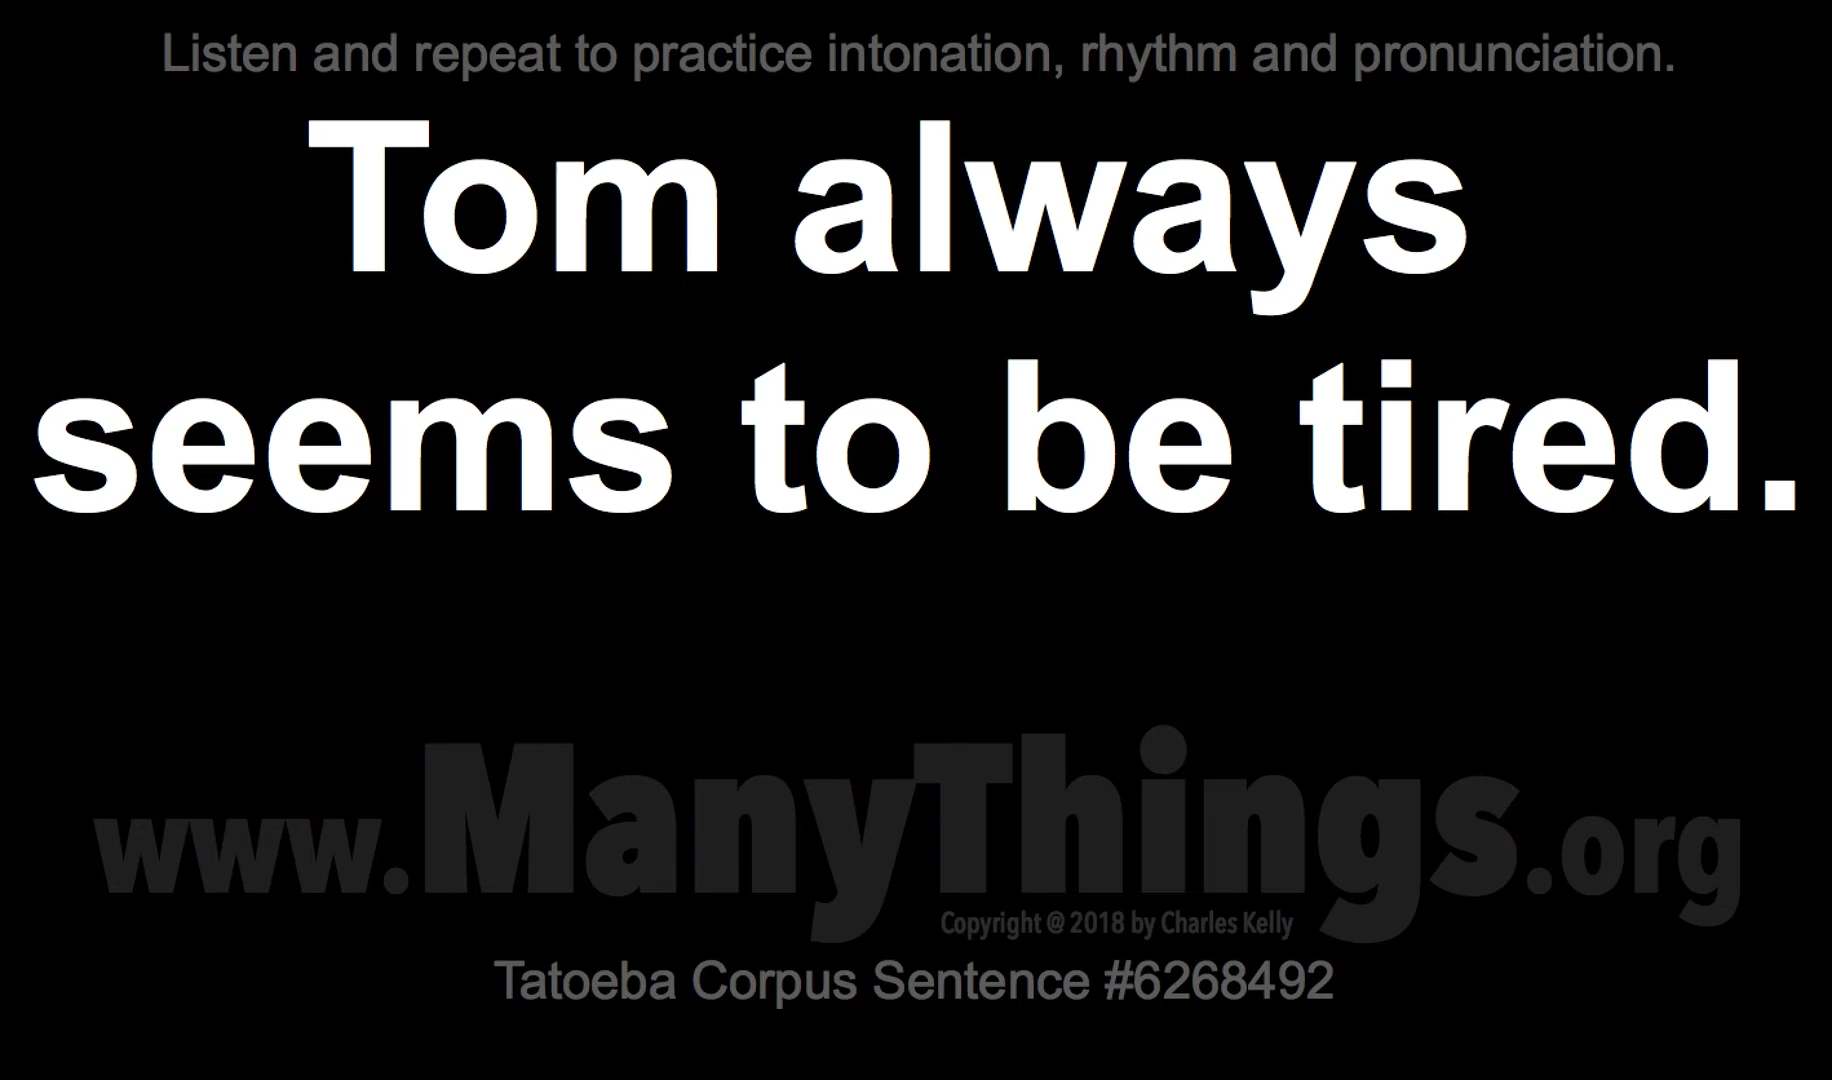 Listen and repeat to practice intonation, rhythm and pronunciation.
Tom always
seems to be tired.
www.ManyThings.org
Copyright @ 2018 by Charles Kelly
Tatoeba Corpus Sentence #6268492